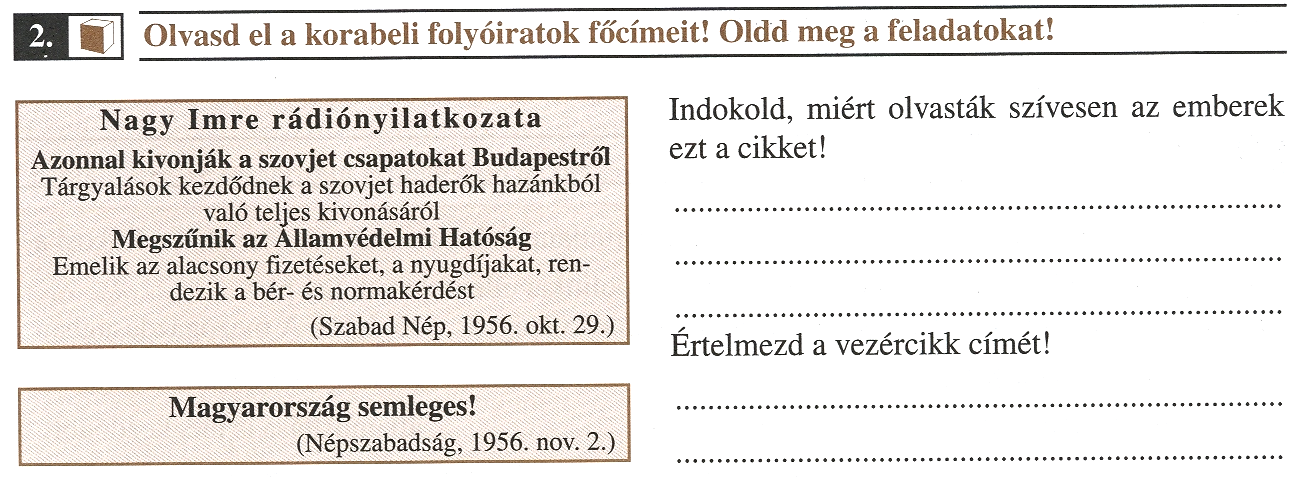 2. Olvasd el a korabeli folyóiratok főcímeit! Oldd meg a feladatokat!
Nagy Imre rádiónyilatkozata
Azonnal kivonják a szovjet csapatokat Budapestről
Tárgyalások kezdődnek a szovjet haderők hazánkból
való teljes kivonásáról
Megszűnik az Államvédelmi Hatóság
Emelik az alacsony fizetéseket, a nyugdíjakat, ren-
dezik a bér- és normakérdést
(Szabad Nép, 1956. okt. 29.)
Magyarország semleges!
(Népszabadság, 1956. nov. 2.)
Indokold, miért olvasták szívesen az emberek
ezt a cikket!
Értelmezd a vezércikk címét!